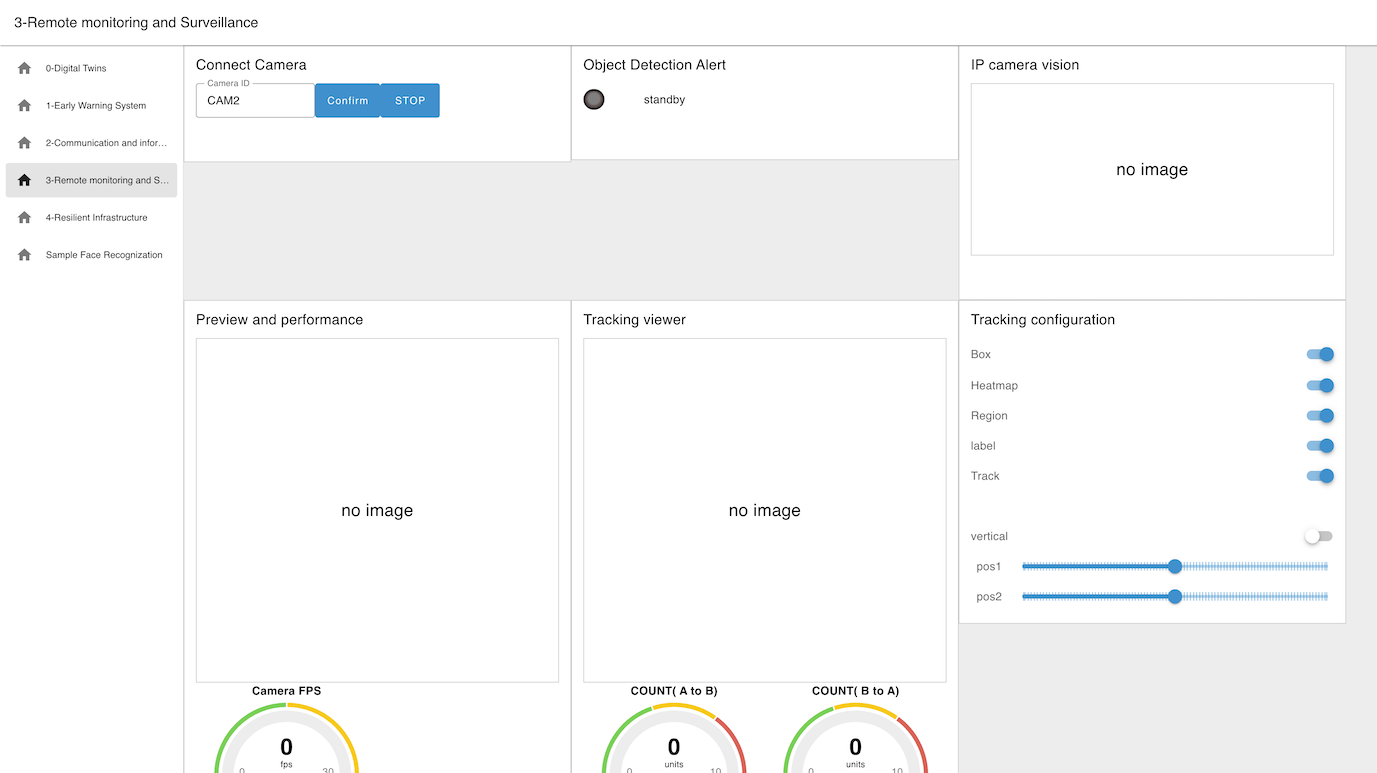 3-Remote monitoring and Surveillance
0-Digital Twins
1-Early Warning System
2-Communication and infor...
3-Remote monitoring and S...
4-Resilient Infrastructure
Sample Face Recognization
Connect Camera
Camera ID
CAM2
Confirm
STOP
Object Detection Alert
standby
IP camera vision
no image
Preview and performance
no image
Camera FPS
0
fps
0
30
Tracking viewer
no image
COUNT( A to B)
0
units
0
10
COUNT( B to A)
0
units
0
10
Tracking configuration
Box
Heatmap
Region
label
Track
vertical
pos1
pos2